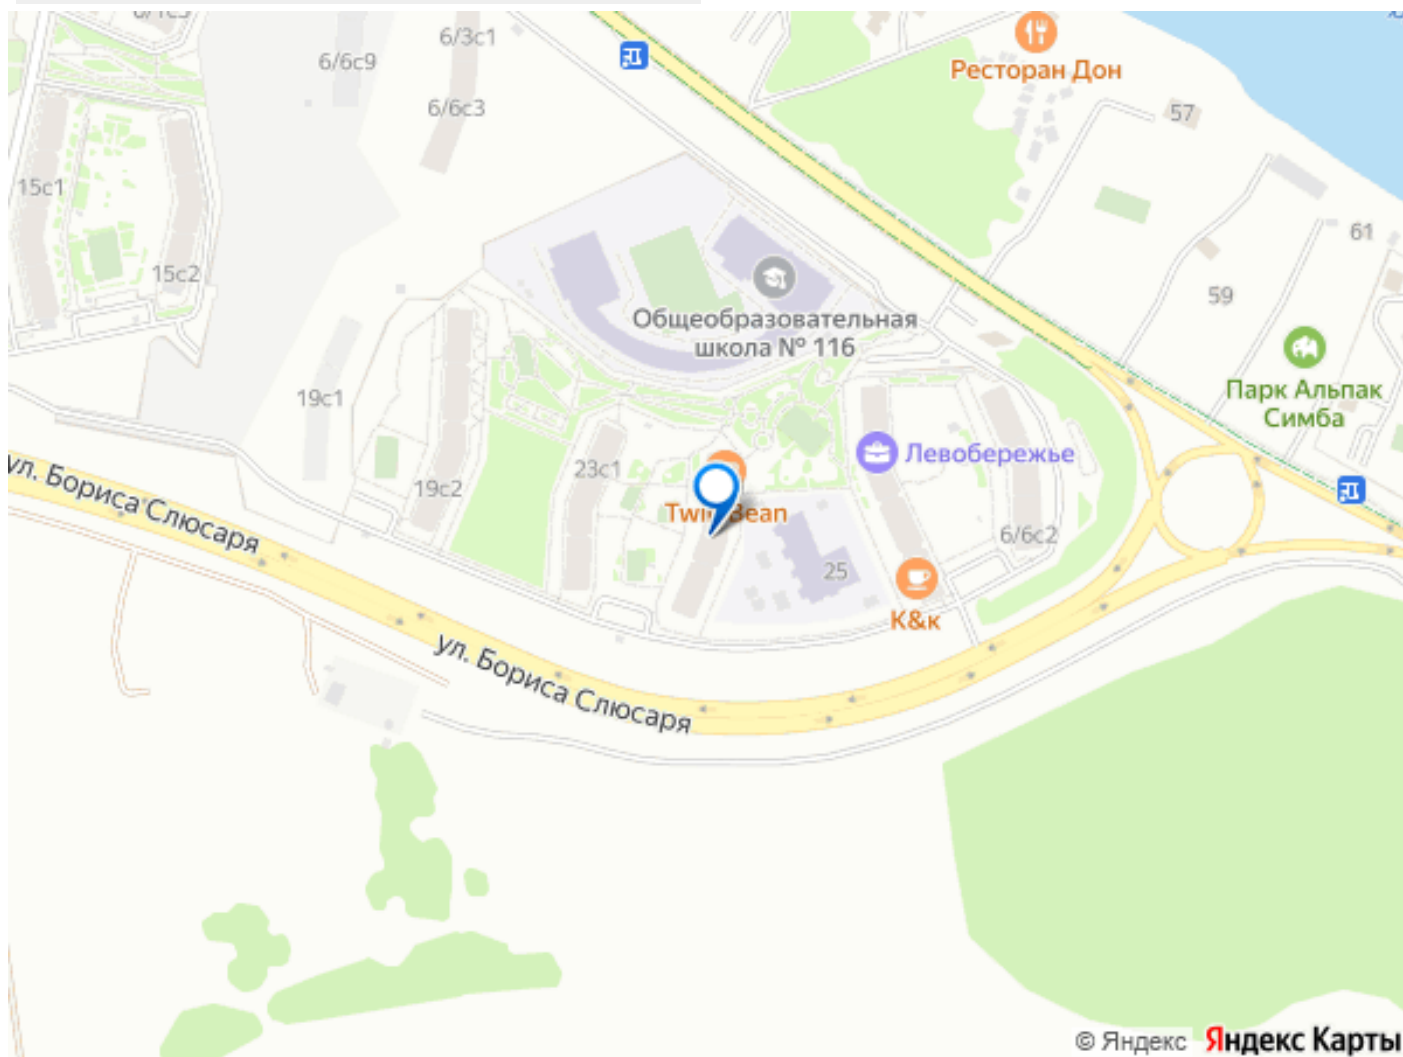 6/3с1
6/6с9
6/6с3
Ресторан Дон
57
15с1
61
15с2
59
Общеобразовательная
школа № 116
Парк Альпак
Симба
19с1
Левобережье
23с1
19с2
ул. Бориса Слюсаря
25
6/6с2
К&к
ул. Бориса Слюсаря
© Яндекс Яндекс Карты